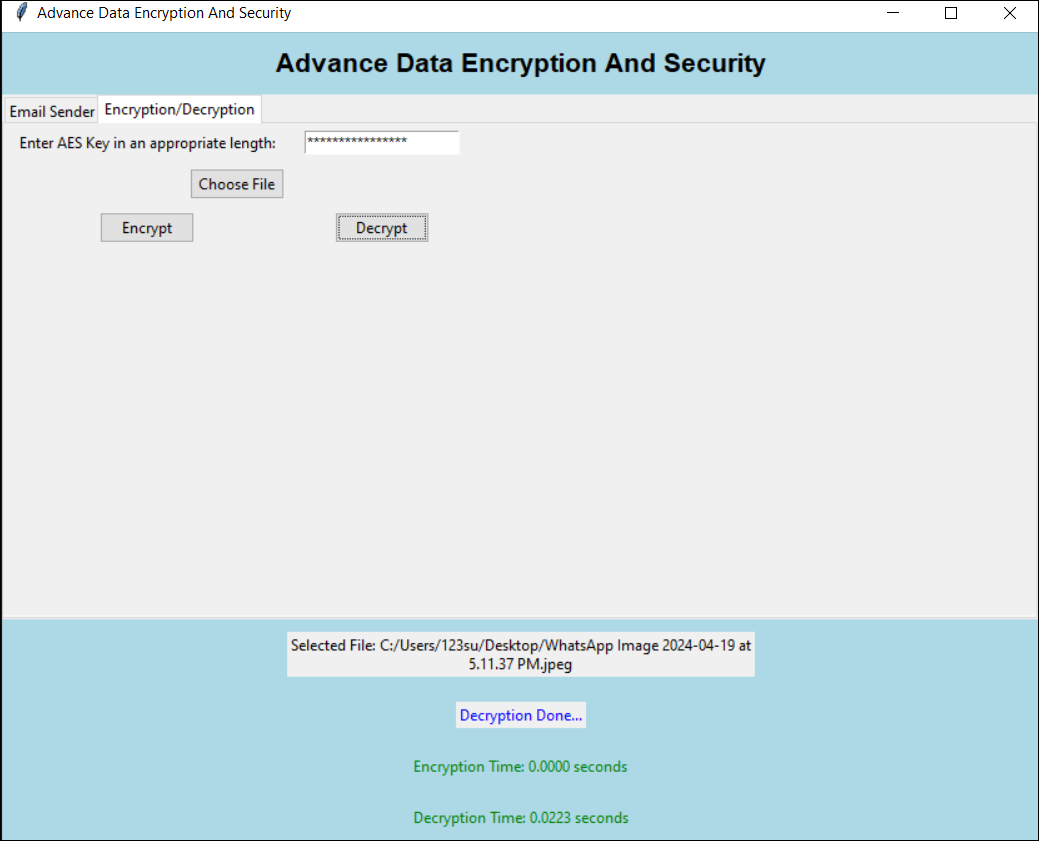 Advance Data Encryption And Security
Advance Data Encryption And Security
Email Sender Encryption/Decryption
Enter AES Key in an appropriate length: ****************
Choose File
Encrypt Decrypt
Selected File: C:/Users/123su/Desktop/WhatsApp Image 2024-04-19 at
5.11.37 PM.jpeg
Decryption Done...
Encryption Time: 0.0000 seconds
Decryption Time: 0.0223 seconds